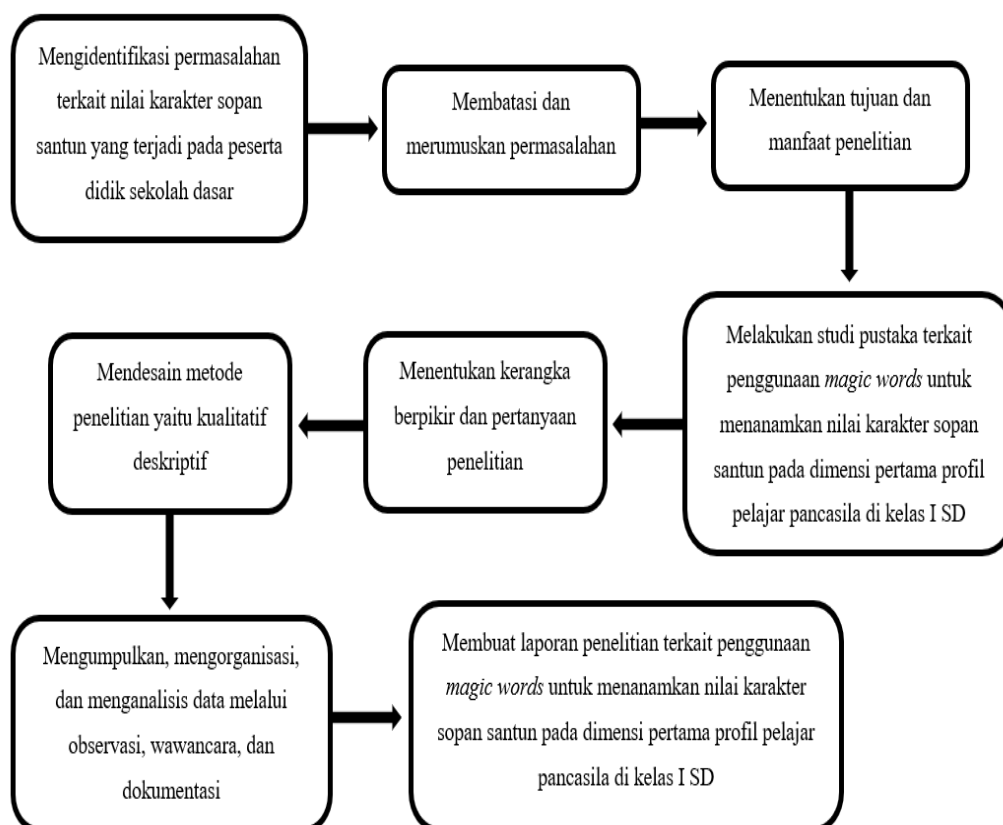 Mengidentifikasi permasalahan
terkait nilai karakter sopan
santun yang terjadi pada peserta
didik sekolah dasar
Membatasi dan
merumuskan permasalahan
Menentukan tujuan dan
manfaat penelitian
Melakukan studi pustaka terkait
penggunaan magic words untuk
menanamkan nilai karakter sopan
santun pada dimensi pertama profil
pelajar pancasila di kelas I SD
Menentukan kerangka
berpikir dan pertanyaan
penelitian
Mendesain metode
penelitian yaitu kualitatif
deskriptif
Mengumpulkan, mengorganisasi,
dan menganalisis data melalui
observasi, wawancara, dan
dokumentasi
Membuat laporan penelitian terkait penggunaan
magic words untuk menanamkan nilai karakter
sopan santun pada dimensi pertama profil pelajar
pancasila di kelas I SD